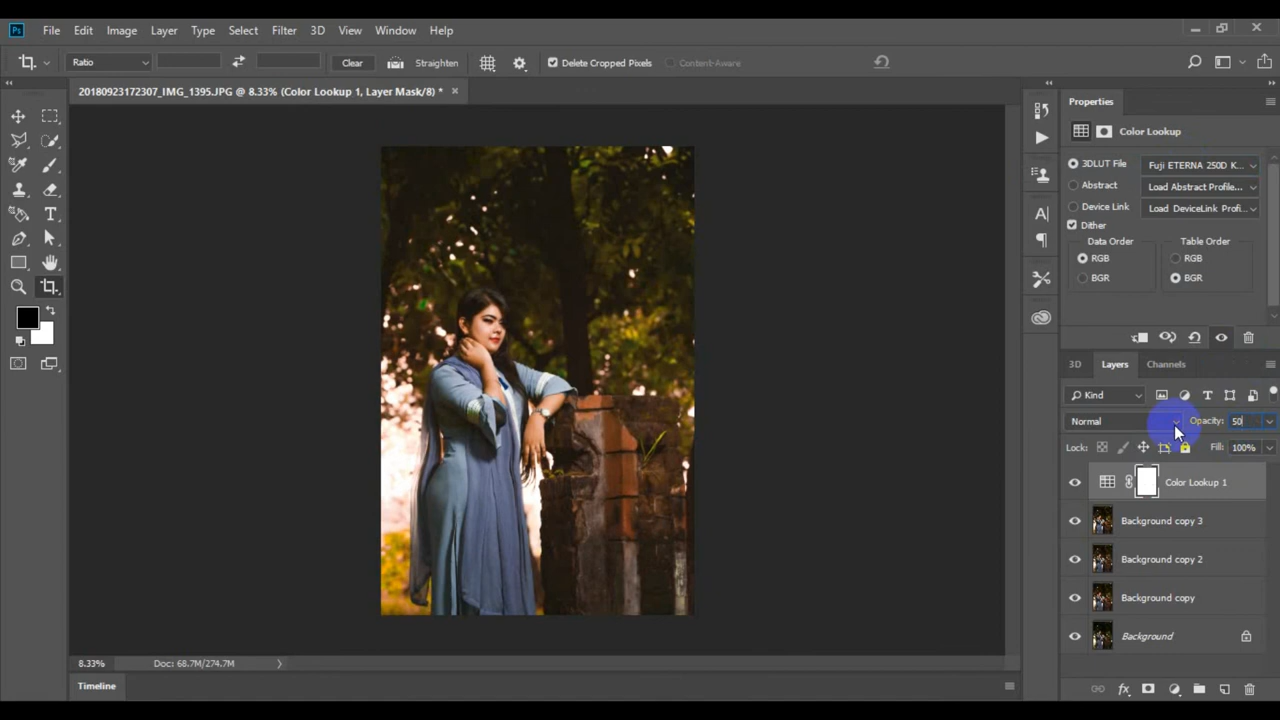 Ps File Edit Image Layer Type Select Filter 3D View Window Help
Ratio Clear Straighten Delete Cropped Pixels Content-Aware
20180923172307_IMG_1395.JPG @ 8.33% (Color Lookup 1, Layer Mask/8) * ×
Properties
Color Lookup
3DLUT File Fuji ETERNA 250D K...
Abstract Load Abstract Profile...
Device Link Load DeviceLink Profi...
Dither
Data Order Table Order
RGB RGB
BGR BGR
3D Layers Channels
Kind
Normal Opacity: 50
Lock: Fill: 100%
Color Lookup 1
Background copy 3
Background copy 2
Background copy
Background
8.33% Doc: 68.7M/274.7M
Timeline